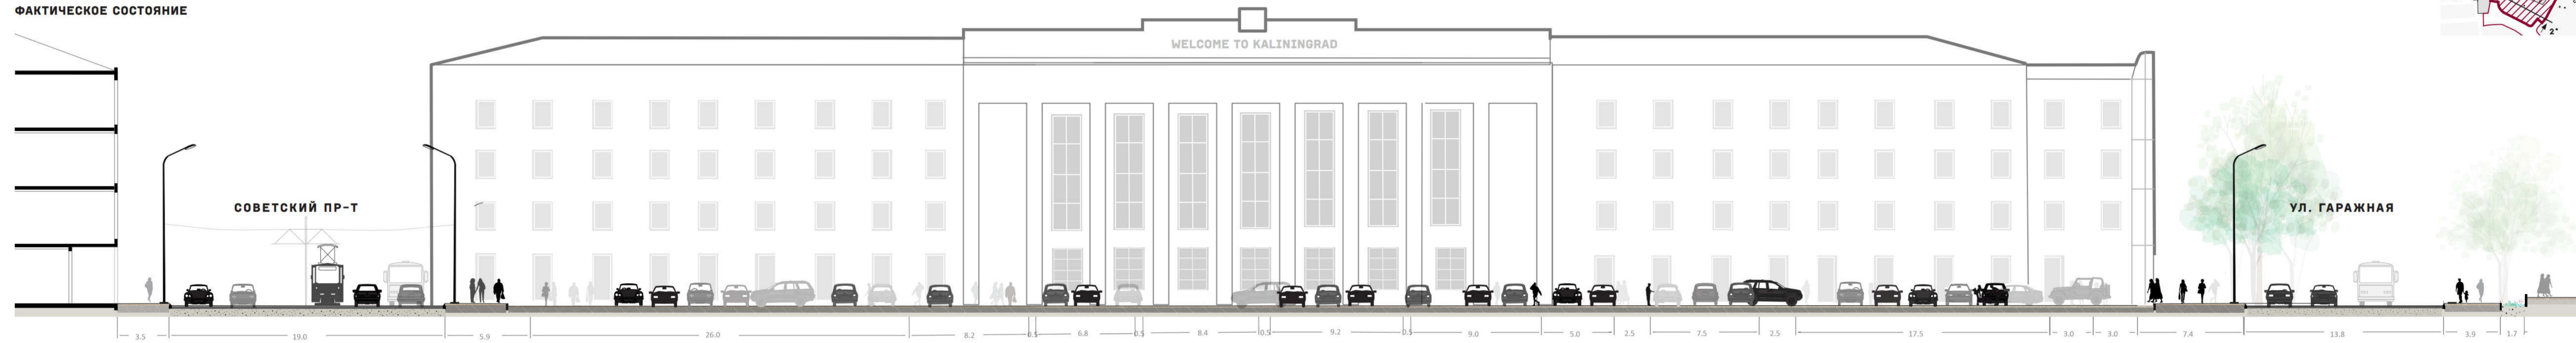 ФАКТИЧЕСКОЕ СОСТОЯНИЕ
2'
WELCOME TO KALININGRAD
СОВЕТСКИЙ ПР-Т
УЛ. ГАРАЖНАЯ
3.5 19.0 5.9 26.0 8.2 0.5 6.8 0.5 8.4 0.5 9.2 0.5 9.0 5.0 2.5 7.5 2.5 17.5 3.0 3.0 7.4 13.8 3.9 1.7